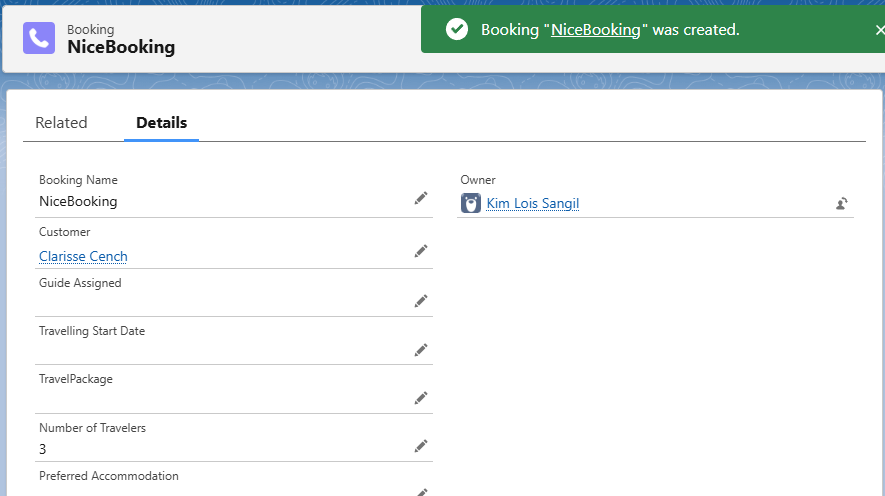 Booking
NiceBooking
Booking "NiceBooking" was created.
Related
Details
Booking Name
NiceBooking
Owner
Kim Lois Sangil
Customer
Clarisse Cench
Guide Assigned
Travelling Start Date
TravelPackage
Number of Travelers
3
Preferred Accommodation